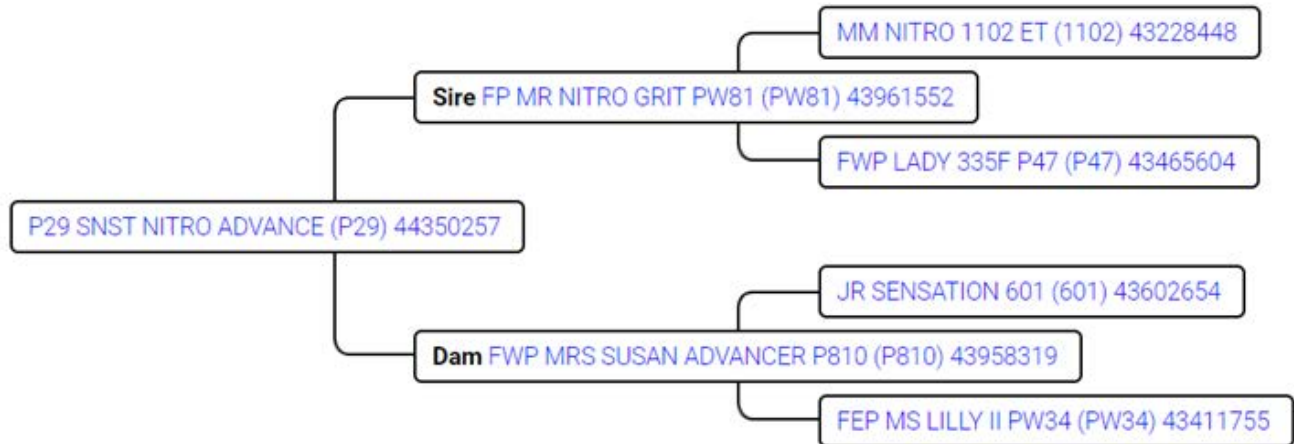 MM NITRO 1102 ET (1102) 43228448
Sire FP MR NITRO GRIT PW81 (PW81) 43961552
FWP LADY 335F P47 (P47) 43465604
P29 SNST NITRO ADVANCE (P29) 44350257
JR SENSATION 601 (601) 43602654
Dam FWP MRS SUSAN ADVANCER P810 (P810) 43958319
FEP MS LILLY II PW34 (PW34) 43411755